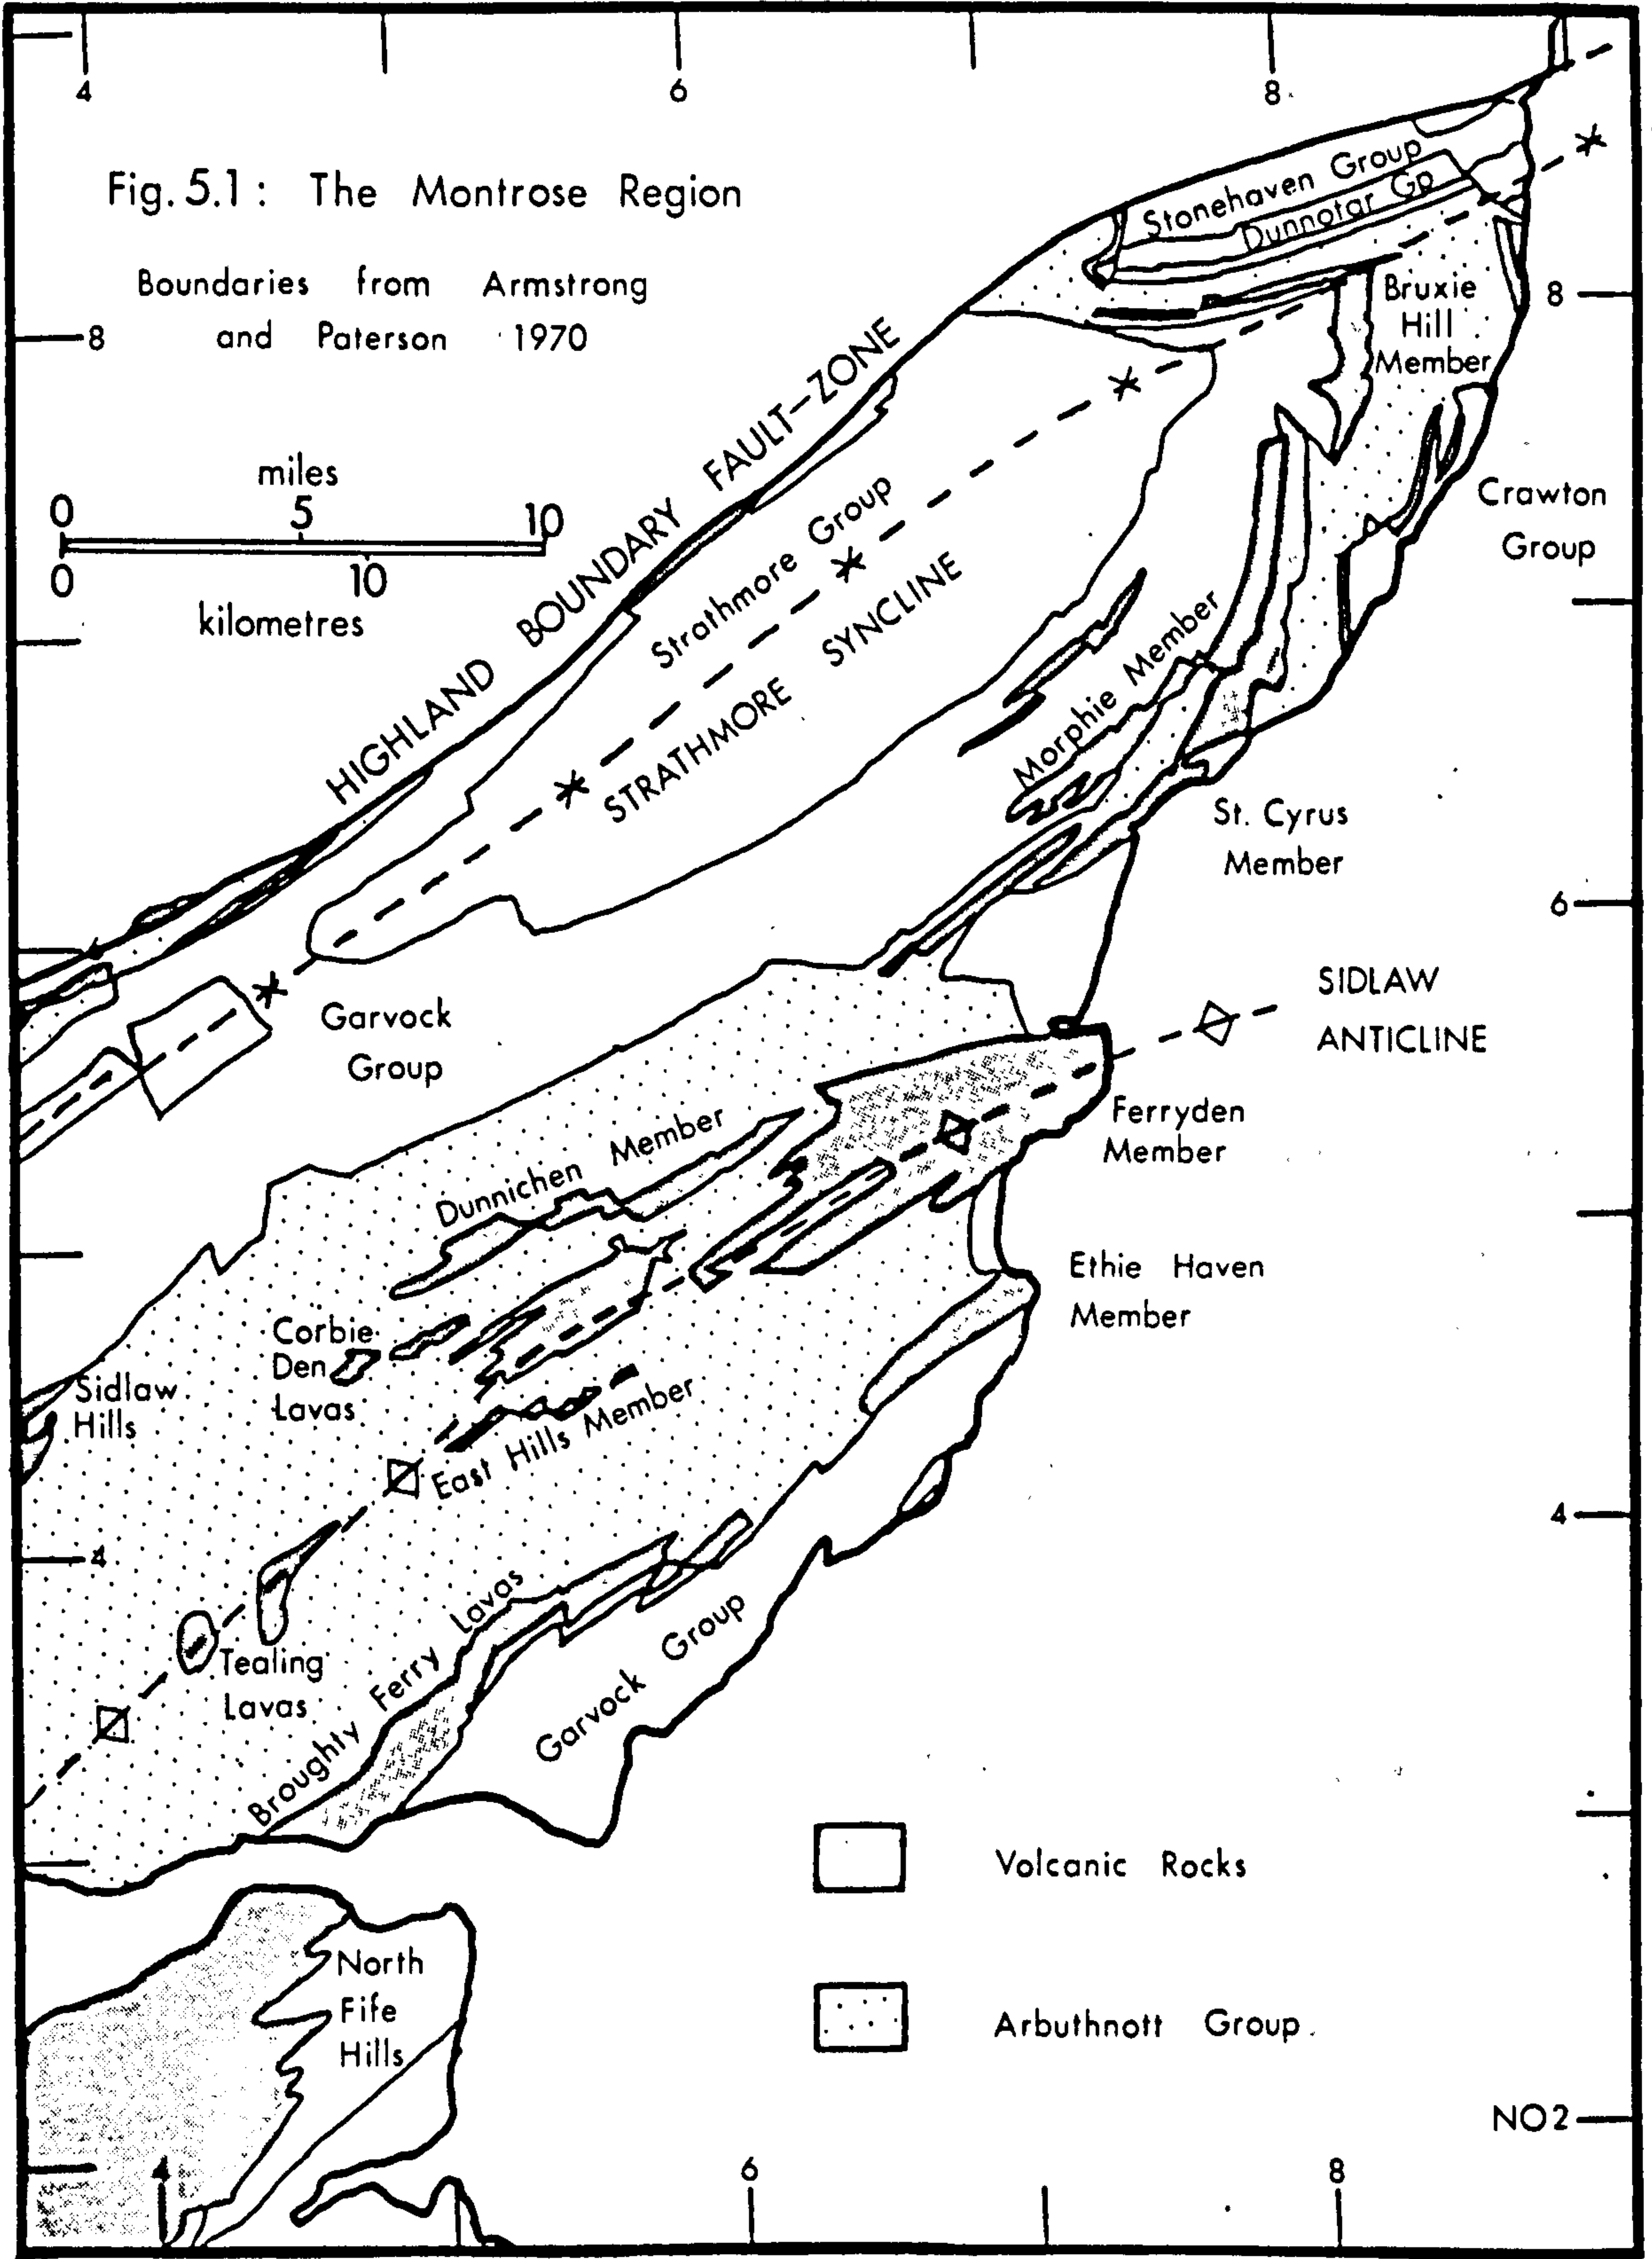 4 6 8
Fig. 5.1 : The Montrose Region
Boundaries from Armstrong
and Paterson 1970
8
8
miles
0 5 10
0 10
kilometres
HIGHLAND BOUNDARY FAULT-ZONE
Stonehaven Group
Dunnotar Gp
Bruxie
Hill
Member
Crawton
Group
Strathmore Group
STRATHMORE SYNCLINE
Morphie Member
St. Cyrus
Member
6
SIDLAW
ANTICLINE
Garvock
Group
Ferryden
Member
Dunnichen Member
Ethie Haven
Member
Corbie
Den
Lavas
Sidlaw
Hills
East Hills Member
4
4
Tealing
Lavas
Broughty Ferry Lavas
Garvock Group
Volcanic Rocks
North
Fife
Hills
Arbuthnott Group
NO2
4 6 8